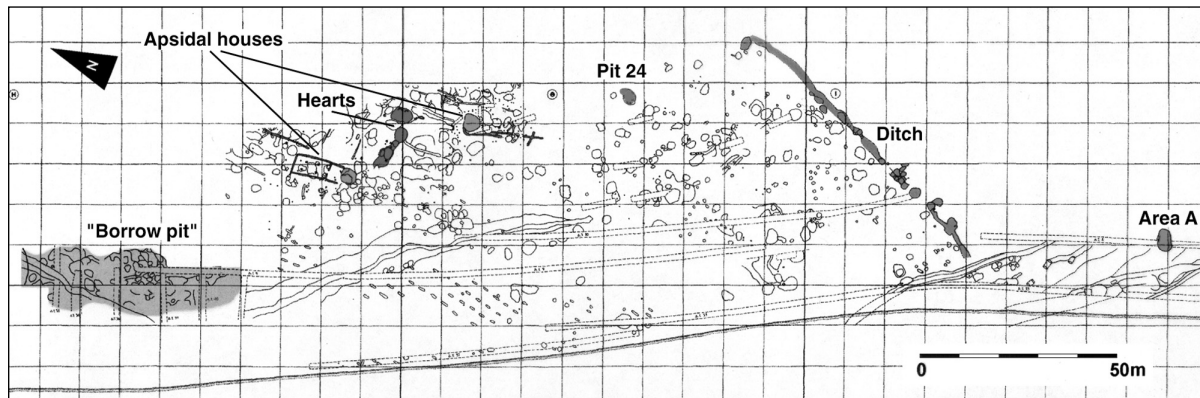 Apsidal houses
N
Pit 24
Hearts
Ditch
"Borrow pit"
Area A
0 50m